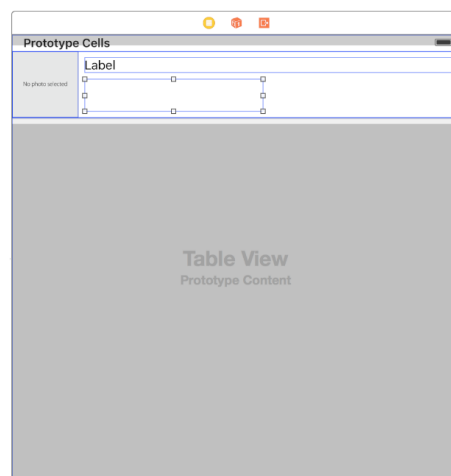 Prototype Cells
Label
No photo selected
Table View
Prototype Content